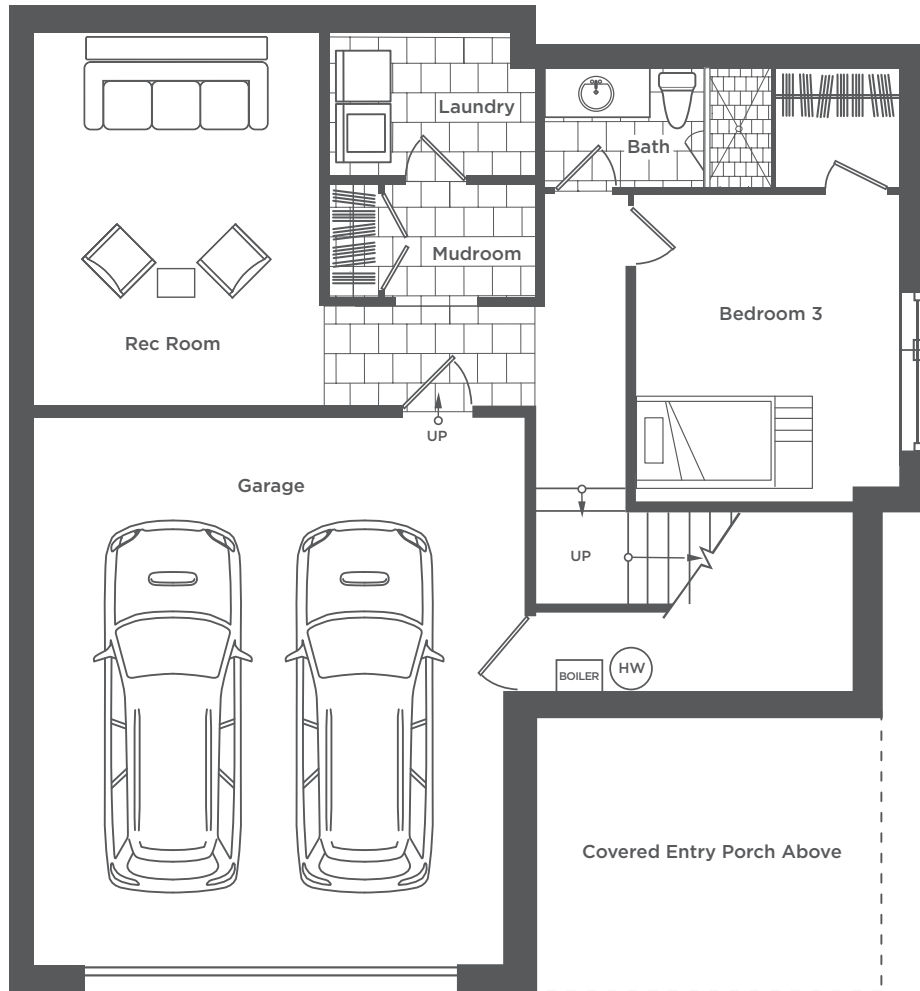 Laundry
Bath
Mudroom
Bedroom 3
Rec Room
UP
Garage
UP
BOILER
HW
Covered Entry Porch Above